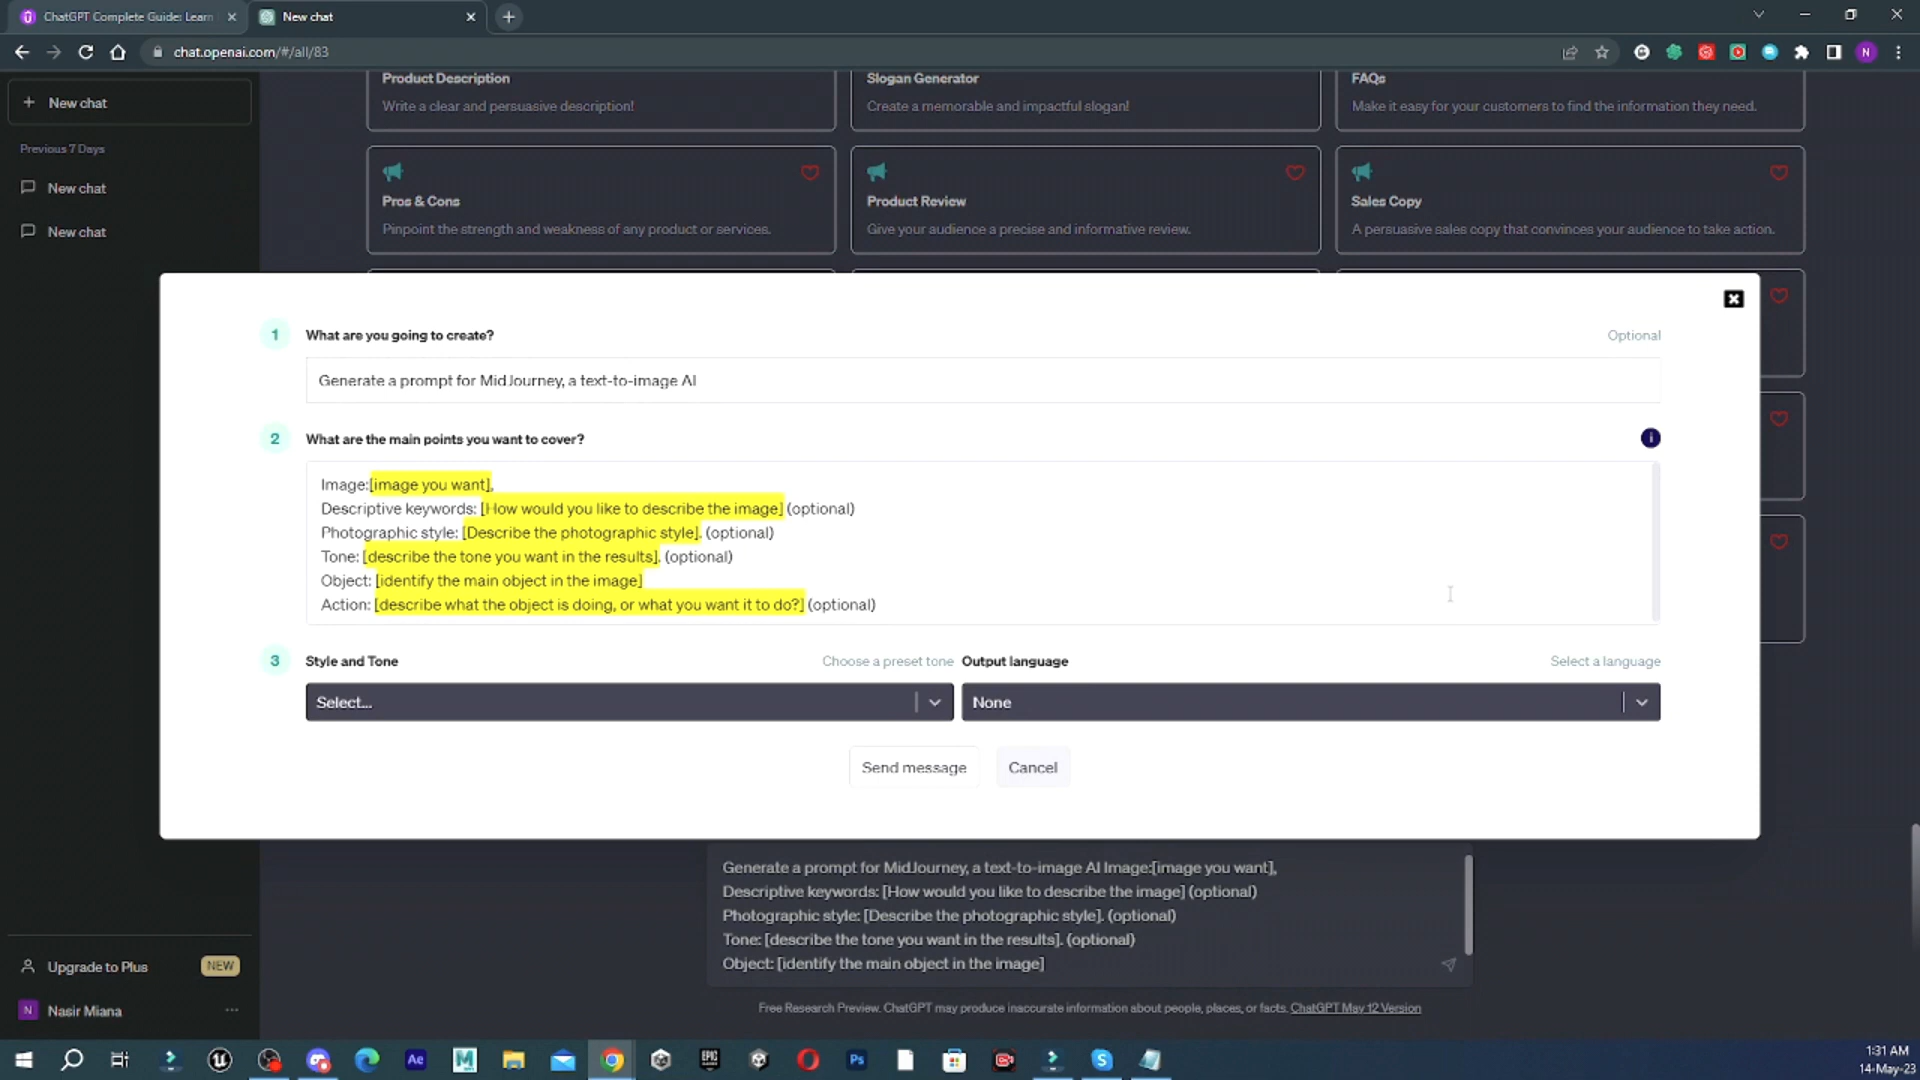 ChatGPT Complete Guide: Learn
New chat
chat.openai.com/#/all/83
N
New chat
Previous 7 Days
New chat
New chat
Product Description
Write a clear and persuasive description!
Slogan Generator
Create a memorable and impactful slogan!
FAQs
Make it easy for your customers to find the information they need.
Pros & Cons
Pinpoint the strength and weakness of any product or services.
Product Review
Give your audience a precise and informative review.
Sales Copy
A persuasive sales copy that convinces your audience to take action.
1 What are you going to create? Optional
Generate a prompt for MidJourney, a text-to-image AI
2 What are the main points you want to cover? i
Image:[image you want],
Descriptive keywords: [How would you like to describe the image] (optional)
Photographic style: [Describe the photographic style]. (optional)
Tone: [describe the tone you want in the results]. (optional)
Object: [identify the main object in the image]
Action: [describe what the object is doing, or what you want it to do?] (optional)
3 Style and Tone Choose a preset tone Output language Select a language
Select... None
Send message Cancel
Generate a prompt for MidJourney, a text-to-image AI Image:[image you want],
Descriptive keywords: [How would you like to describe the image] (optional)
Photographic style: [Describe the photographic style]. (optional)
Tone: [describe the tone you want in the results]. (optional)
Object: [identify the main object in the image]
Free Research Preview. ChatGPT may produce inaccurate information about people, places, or facts. ChatGPT May 12 Version
Upgrade to Plus NEW
N Nasir Miana
Ae
M
EPIC
Ps
S
1:31 AM
14-May-23